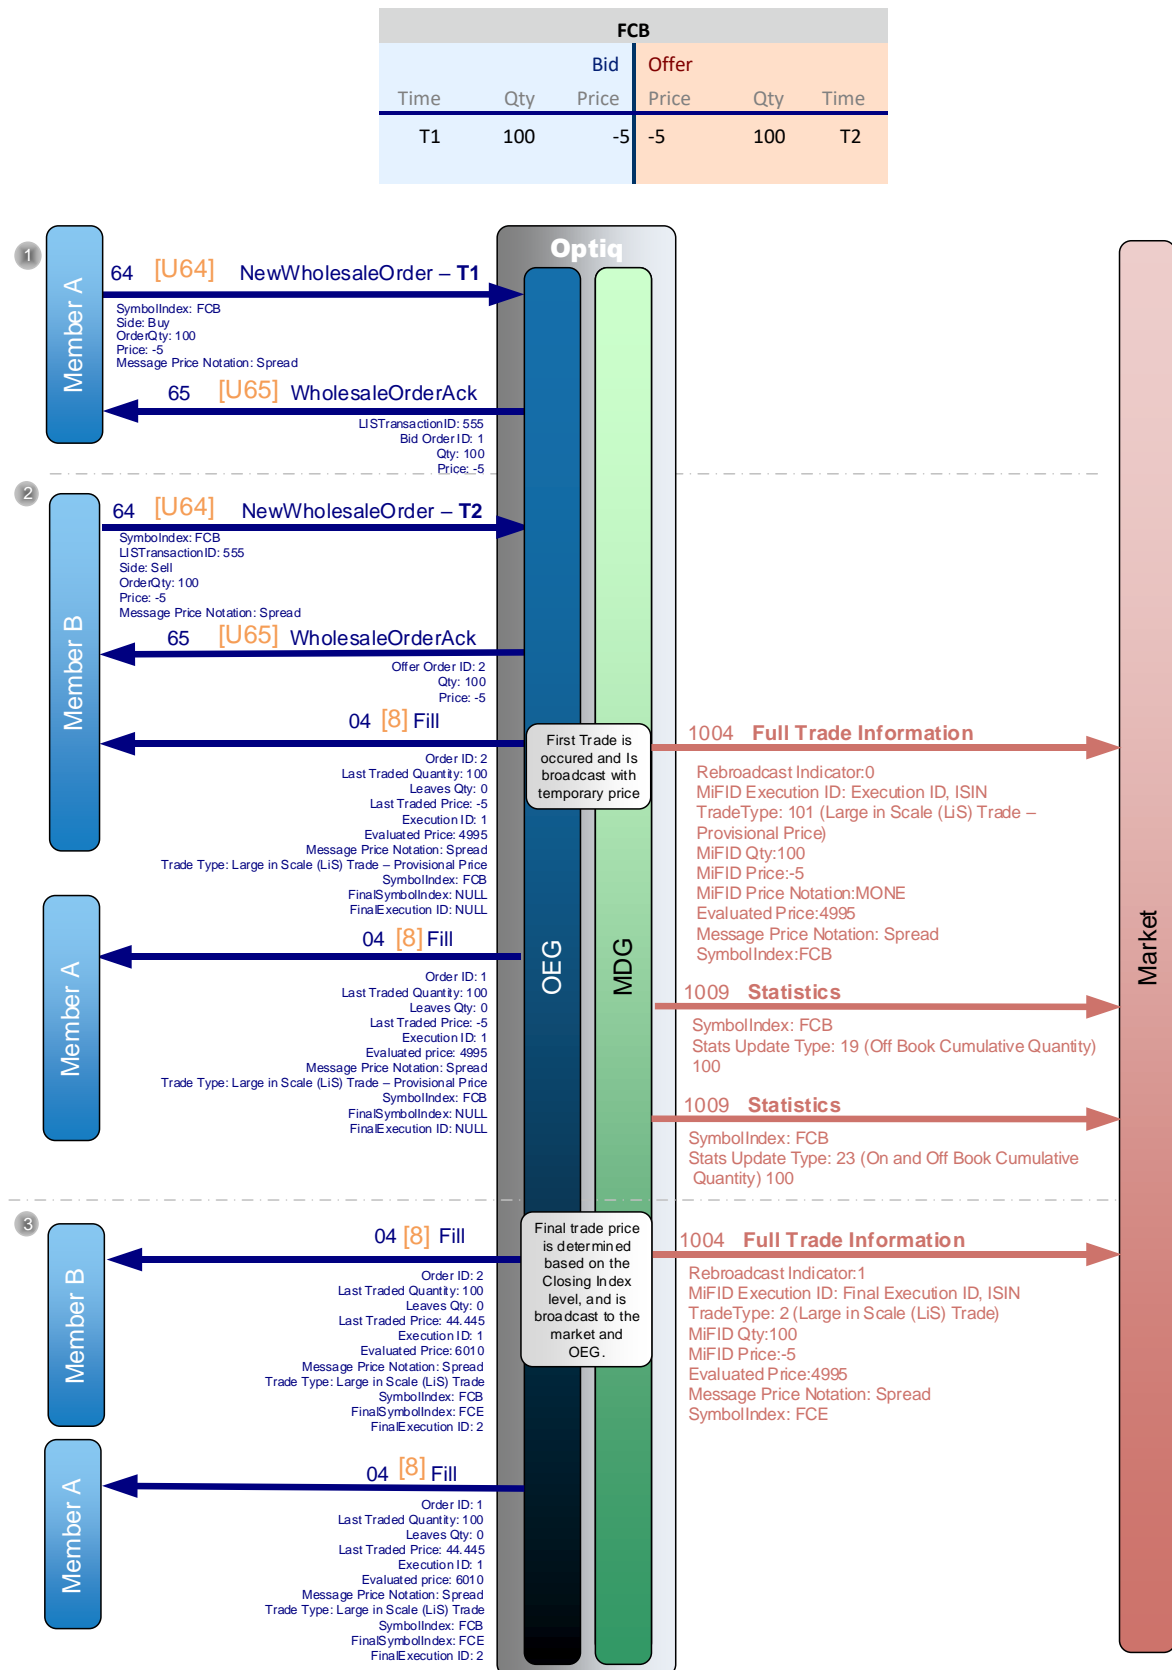 FCB
Bid Offer
Time Qty Price Price Qty Time
T1 100 -5 -5 100 T2
Optiq
1
Member A
64 [U64] NewWholesaleOrder – T1
SymbolIndex: FCB
Side: Buy
OrderQty: 100
Price: -5
Message Price Notation: Spread
65 [U65] WholesaleOrderAck
LISTransactionID: 555
Bid Order ID: 1
Qty: 100
Price: -5
2
Member B
64 [U64] NewWholesaleOrder – T2
SymbolIndex: FCB
LISTransactionID: 555
Side: Sell
OrderQty: 100
Price: -5
Message Price Notation: Spread
65 [U65] WholesaleOrderAck
Offer Order ID: 2
Qty: 100
Price: -5
04 [8] Fill
Order ID: 2
Last Traded Quantity: 100
Leaves Qty: 0
Last Traded Price: -5
Execution ID: 1
Evaluated Price: 4995
Message Price Notation: Spread
Trade Type: Large in Scale (LiS) Trade – Provisional Price
SymbolIndex: FCB
FinalSymbolIndex: NULL
FinalExecution ID: NULL
First Trade is
occured and Is
broadcast with
temporary price
1004 Full Trade Information
Rebroadcast Indicator:0
MiFID Execution ID: Execution ID, ISIN
TradeType: 101 (Large in Scale (LiS) Trade –
Provisional Price)
MiFID Qty:100
MiFID Price:-5
MiFID Price Notation:MONE
Evaluated Price:4995
Message Price Notation: Spread
SymbolIndex:FCB
OEG
MDG
Market
Member A
04 [8] Fill
Order ID: 1
Last Traded Quantity: 100
Leaves Qty: 0
Last Traded Price: -5
Execution ID: 1
Evaluated price: 4995
Message Price Notation: Spread
Trade Type: Large in Scale (LiS) Trade – Provisional Price
SymbolIndex: FCB
FinalSymbolIndex: NULL
FinalExecution ID: NULL
1009 Statistics
SymbolIndex: FCB
Stats Update Type: 19 (Off Book Cumulative Quantity)
100
1009 Statistics
SymbolIndex: FCB
Stats Update Type: 23 (On and Off Book Cumulative
Quantity) 100
3
Member B
04 [8] Fill
Order ID: 2
Last Traded Quantity: 100
Leaves Qty: 0
Last Traded Price: 44.445
Execution ID: 1
Evaluated Price: 6010
Message Price Notation: Spread
Trade Type: Large in Scale (LiS) Trade
SymbolIndex: FCB
FinalSymbolIndex: FCE
FinalExecution ID: 2
Final trade price
is determined
based on the
Closing Index
level, and is
broadcast to the
market and
OEG.
1004 Full Trade Information
Rebroadcast Indicator:1
MiFID Execution ID: Final Execution ID, ISIN
TradeType: 2 (Large in Scale (LiS) Trade)
MiFID Qty:100
MiFID Price:-5
Evaluated Price:4995
Message Price Notation: Spread
SymbolIndex: FCE
Member A
04 [8] Fill
Order ID: 1
Last Traded Quantity: 100
Leaves Qty: 0
Last Traded Price: 44.445
Execution ID: 1
Evaluated price: 6010
Message Price Notation: Spread
Trade Type: Large in Scale (LiS) Trade
SymbolIndex: FCB
FinalSymbolIndex: FCE
FinalExecution ID: 2